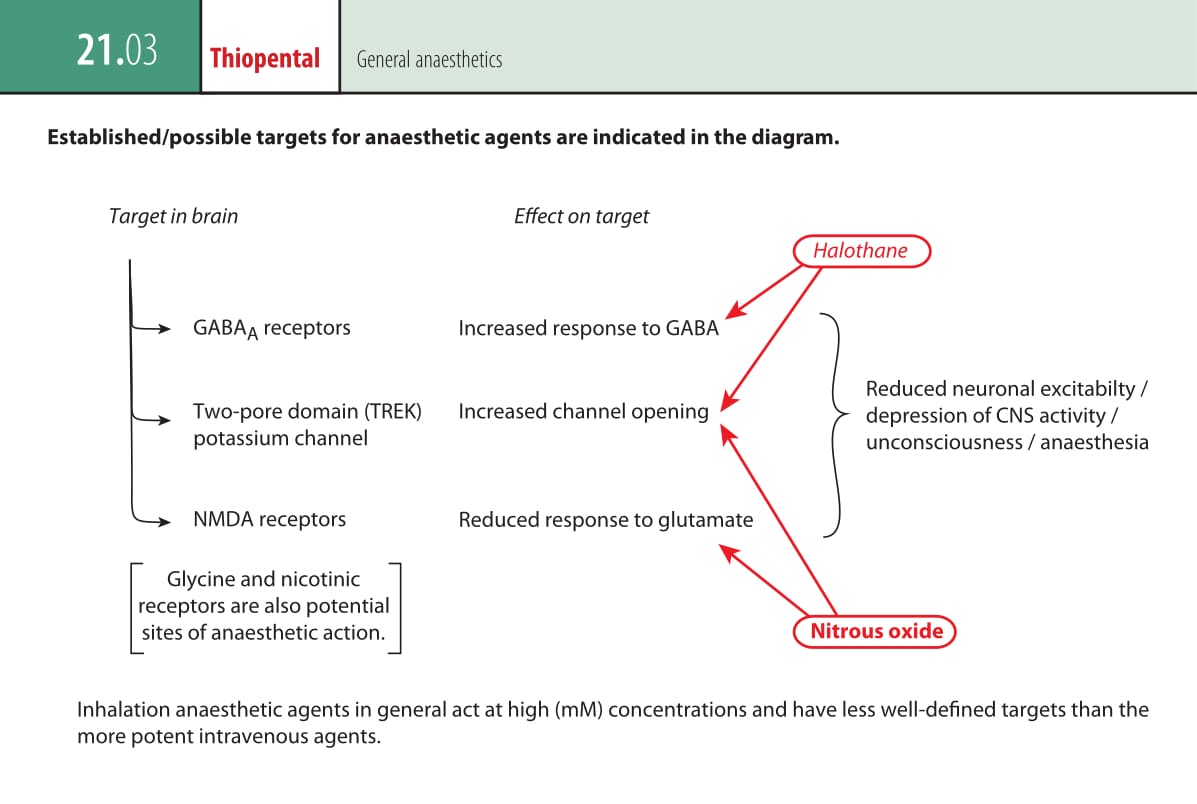 21.03
Thiopental
General anaesthetics
Established/possible targets for anaesthetic agents are indicated in the diagram.
Target in brain
Effect on target
Halothane
GABAA receptors
Increased response to GABA
Two-pore domain (TREK)
potassium channel
Increased channel opening
Reduced neuronal excitabilty /
depression of CNS activity /
unconsciousness / anaesthesia
NMDA receptors
Reduced response to glutamate
Glycine and nicotinic
receptors are also potential
sites of anaesthetic action.
Nitrous oxide
Inhalation anaesthetic agents in general act at high (mM) concentrations and have less well-defined targets than the
more potent intravenous agents.